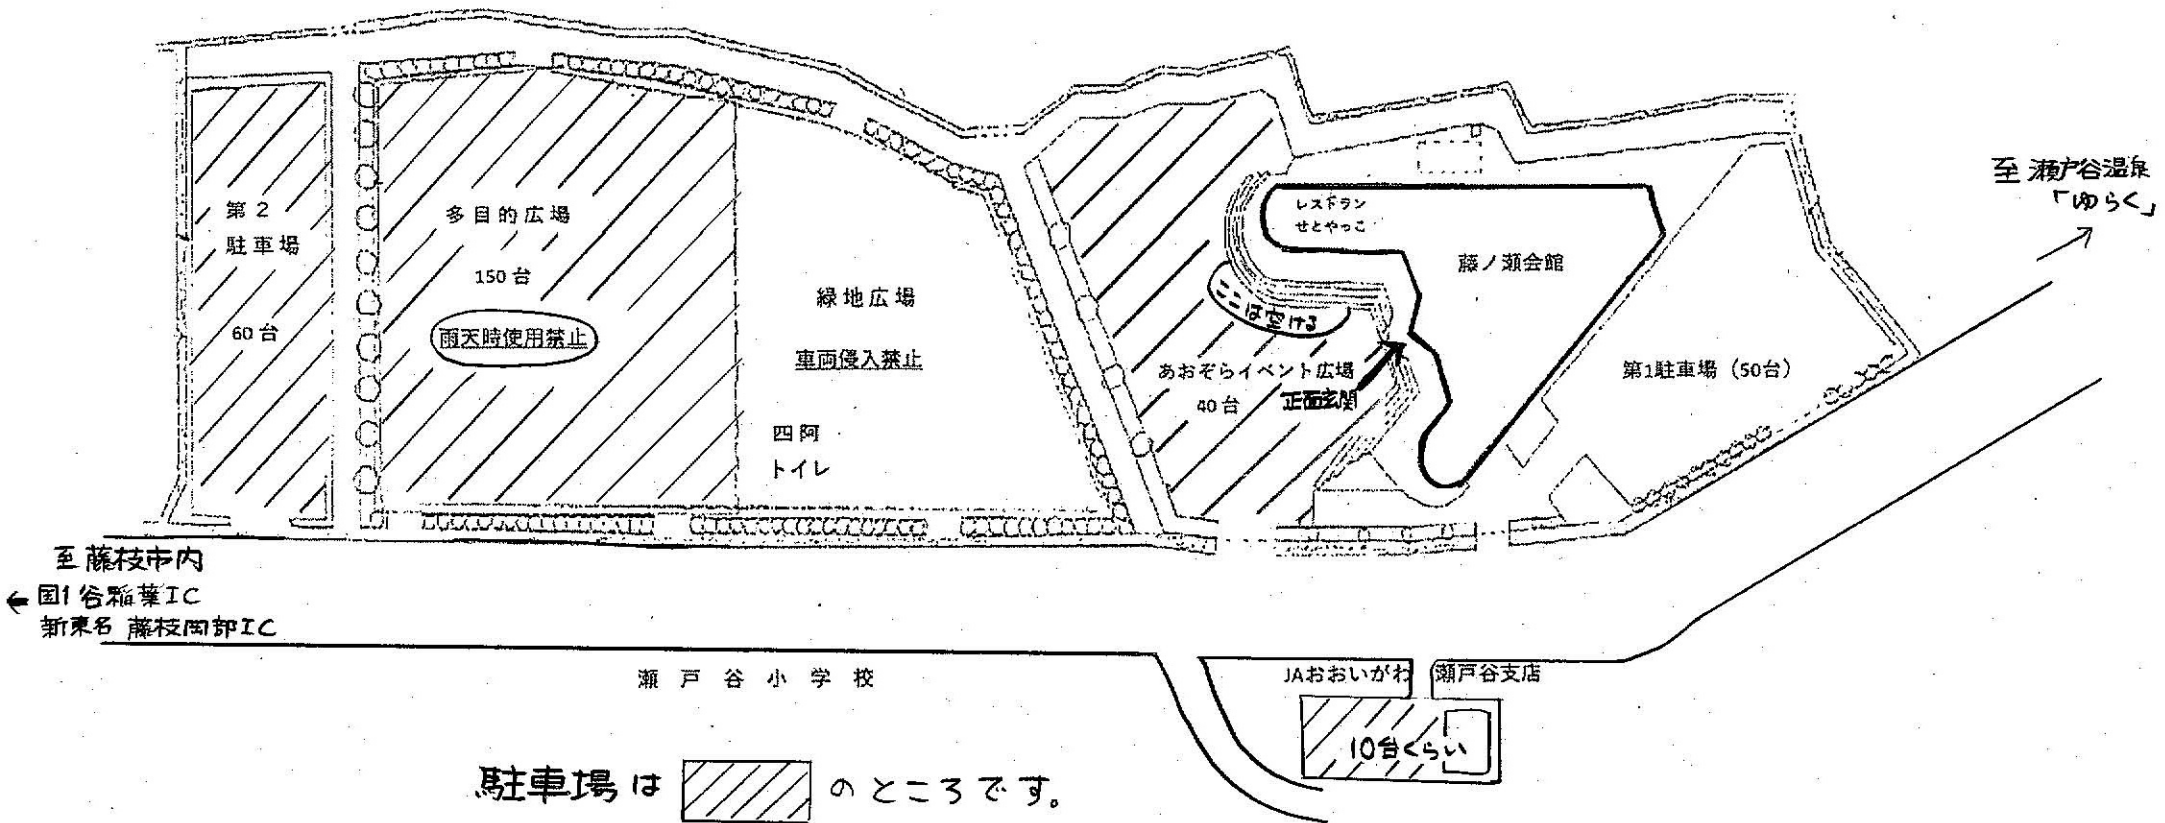 至 瀬戸谷温泉
「ゆらく」
第2
駐車場
60台
多目的広場
150台
雨天時使用禁止
緑地広場
車両侵入禁止
四阿
トイレ
レストラン
せとやっこ
藤ノ瀬会館
ここは空ける
あおぞらイベント広場
40台
正面玄関
第1駐車場（50台）
至 藤枝市内
← 国1 谷稲葉IC
新東名 藤枝岡部IC
瀬戸谷小学校
JAおおいがわ 瀬戸谷支店
10台くらい
駐車場は のところです。